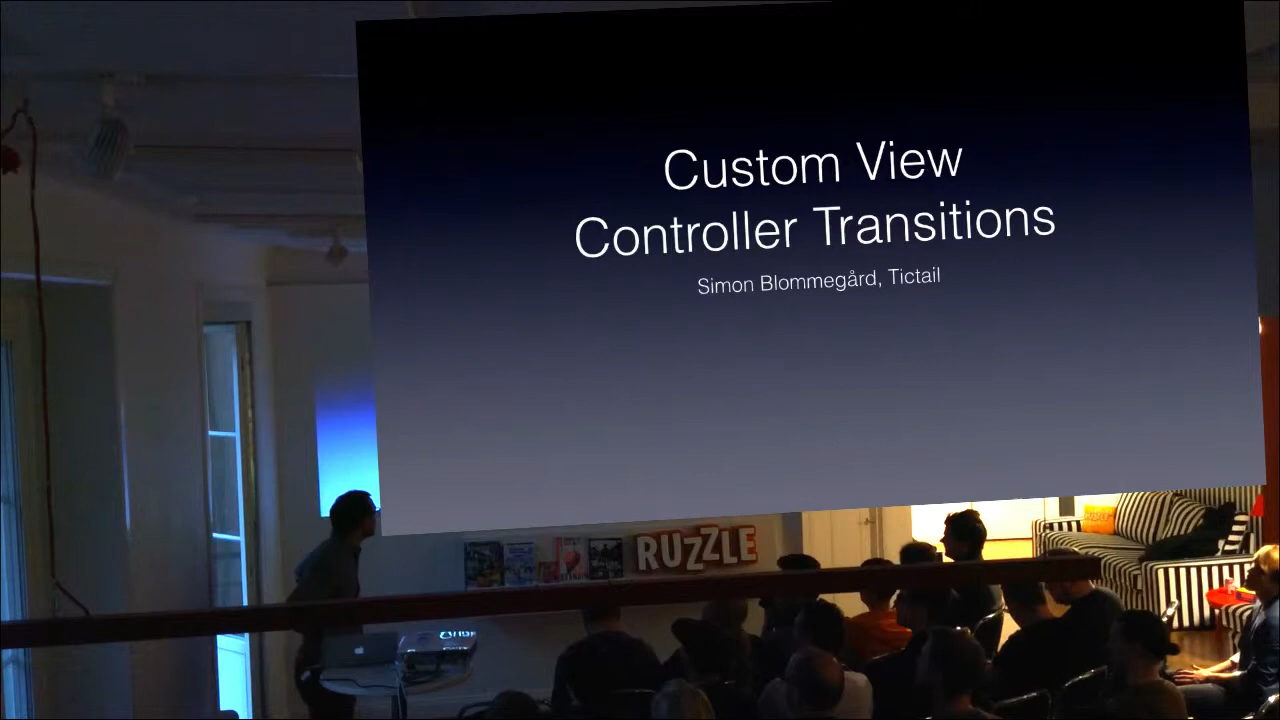 Custom View
Controller Transitions
Simon Blommegård, Tictail
RUZZLE